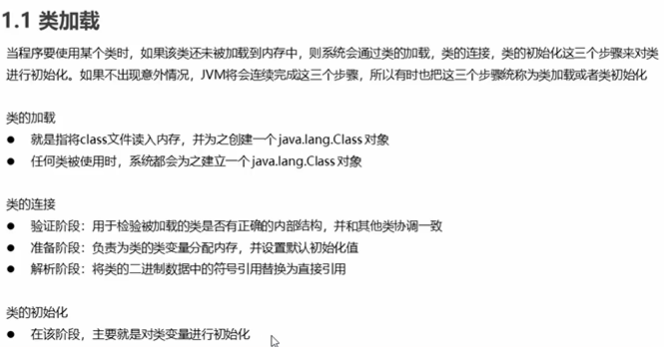 1.1 类加载
当程序要使用某个类时，如果该类还未被加载到内存中，则系统会通过类的加载，类的连接，类的初始化这三个步骤来对类
进行初始化。如果不出现意外情况，JVM将会连续完成这三个步骤，所以有时也把这三个步骤统称为类加载或者类初始化
类的加载
● 就是指将class文件读入内存，并为之创建一个 java.lang.Class 对象
● 任何类被使用时，系统都会为之建立一个 java.lang.Class 对象
类的连接
● 验证阶段：用于检验被加载的类是否有正确的内部结构，并和其他类协调一致
● 准备阶段：负责为类的类变量分配内存，并设置默认初始化值
● 解析阶段：将类的二进制数据中的符号引用替换为直接引用
类的初始化
● 在该阶段，主要就是对类变量进行初始化